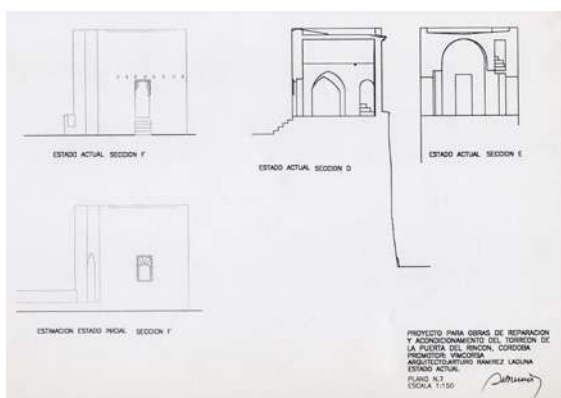 ESTADO ACTUAL SECCION F'
ESTADO ACTUAL SECCION D
ESTADO ACTUAL SECCION E
ESTIMACION ESTADO INICIAL SECCION F'
PROYECTO PARA OBRAS DE REPARACION
Y ACONDICIONAMIENTO DEL TORREON DE
LA PUERTA DEL RINCON, CORDOBA
PROMOTOR: VIMCORSA
ARQUITECTO:ARTURO RAMIREZ LAGUNA
ESTADO ACTUAL
PLANO N.7
ESCALA 1:150